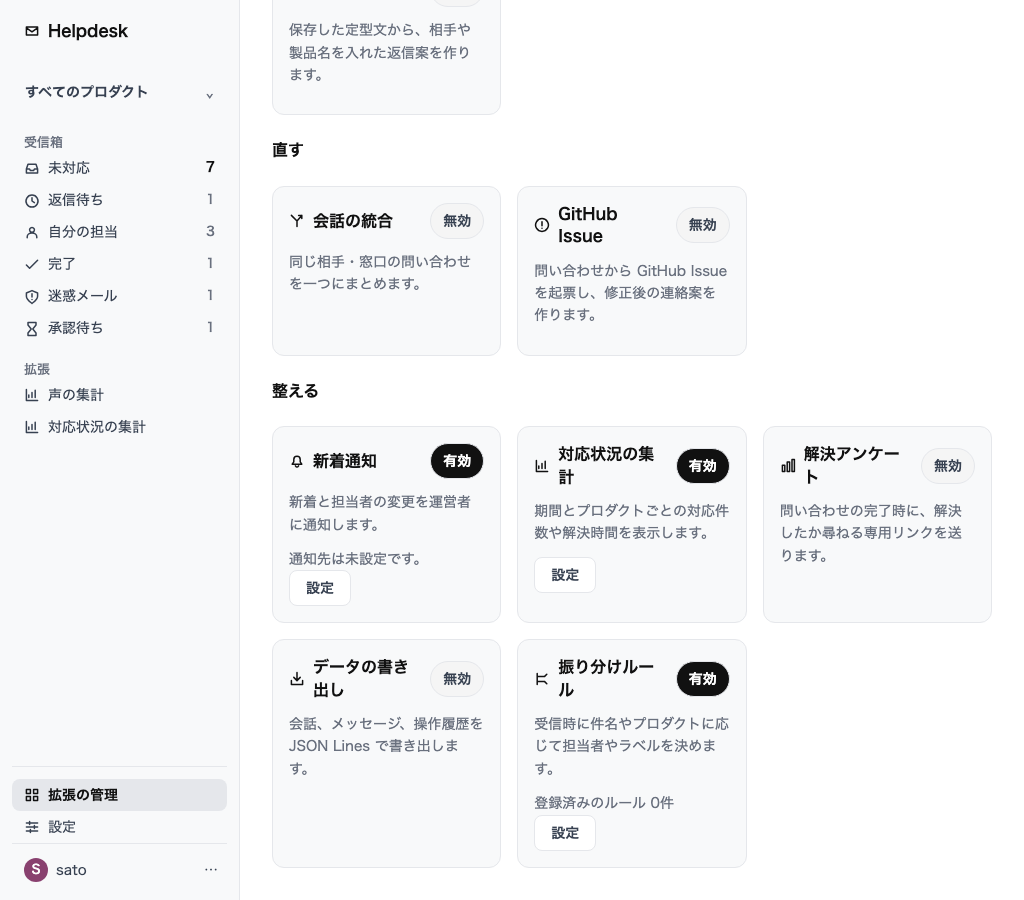 Helpdesk
すべてのプロダクト
受信箱
未対応 7
返信待ち 1
自分の担当 3
完了 1
迷惑メール 1
承認待ち 1
拡張
声の集計
対応状況の集計
拡張の管理
設定
S sato ...
保存した定型文から、相手や
製品名を入れた返信案を作り
ます。
直す
会話の統合 無効
同じ相手・窓口の問い合わせ
を一つにまとめます。
GitHub
Issue
無効
問い合わせから GitHub Issue
を起票し、修正後の連絡案を
作ります。
整える
新着通知 有効
新着と担当者の変更を運営者
に通知します。
通知先は未設定です。
設定
対応状況の集
計
有効
期間とプロダクトごとの対応件
数や解決時間を表示します。
設定
解決アンケー
ト
無効
問い合わせの完了時に、解決
したか尋ねる専用リンクを送
ります。
データの書き
出し
無効
会話、メッセージ、操作履歴を
JSON Lines で書き出しま
す。
振り分けルー
ル
有効
受信時に件名やプロダクトに応
じて担当者やラベルを決めま
す。
登録済みのルール 0件
設定